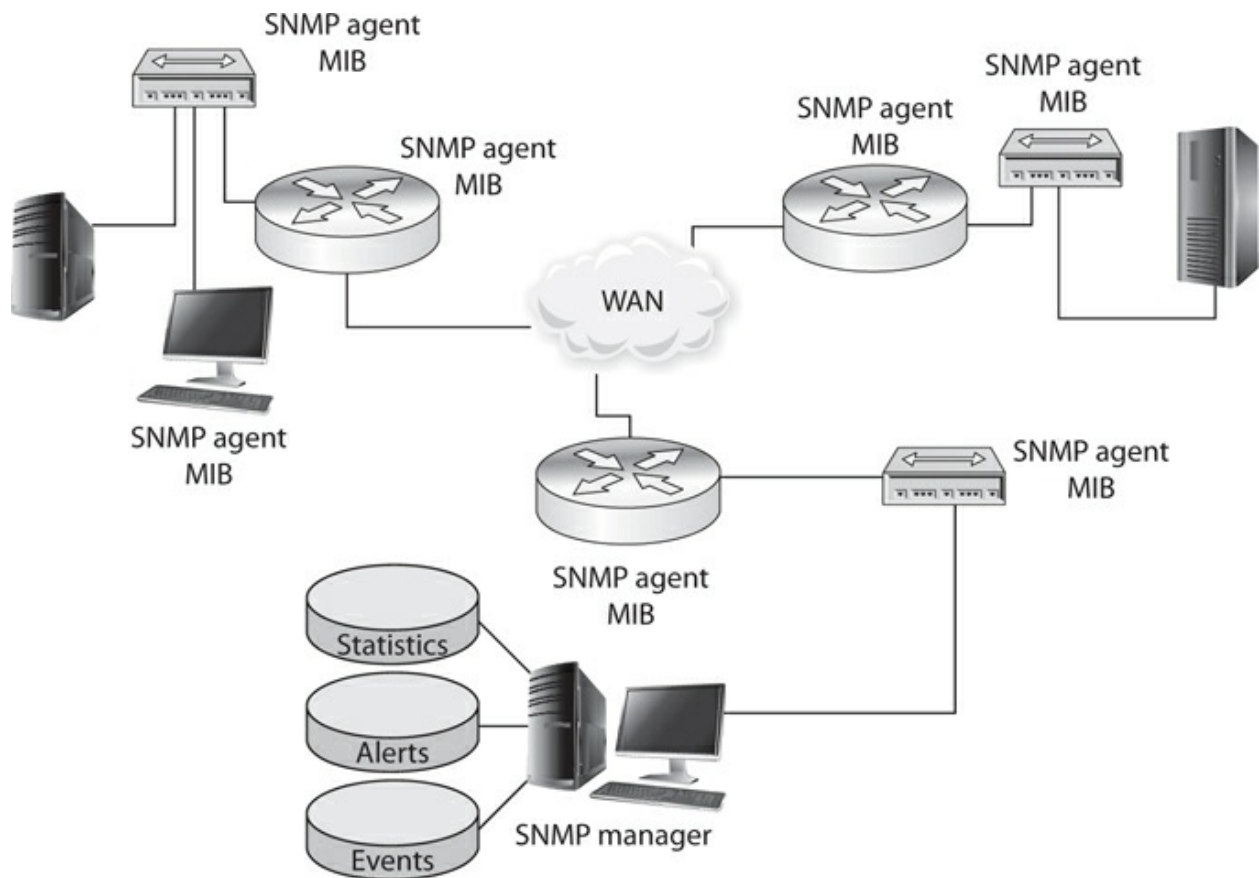 SNMP agent
MIB
SNMP agent
MIB
SNMP agent
MIB
SNMP agent
MIB
WAN
SNMP agent
MIB
SNMP agent
MIB
SNMP agent
MIB
Statistics
Alerts
Events
SNMP manager